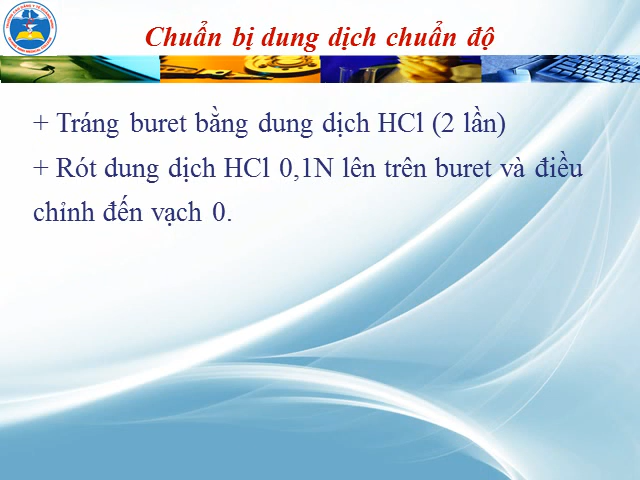 Chuẩn bị dung dịch chuẩn độ
+ Tráng buret bằng dung dịch HCl (2 lần)
+ Rót dung dịch HCl 0,1N lên trên buret và điều
chỉnh đến vạch 0.